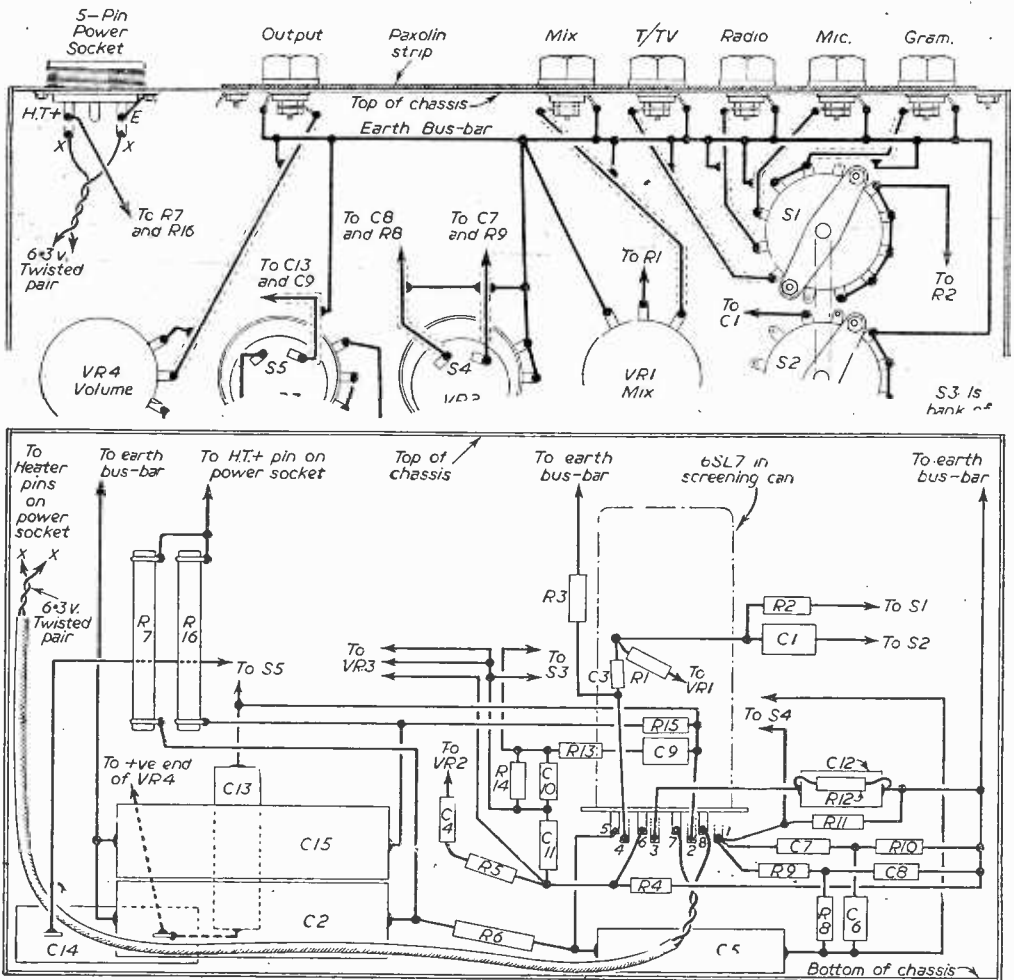 5-Pin
Power
Socket
Output
Paxolin
strip
Mix
T/TV
Radio
Mic.
Gram.
Top of chassis
Earth Bus-bar
H.T.+
E
X
X
To R7
and R16
6·3 v.
Twisted
pair
To C8
and R8
To C7
and R9
To C13
and C9
To R1
To
R2
To
C1
S1
S2
S4
S5
VR4
Volume
VR1
Mix
S3 Is
bank of
To
Heater
pins
on
power
socket
X
X
6·3 v.
Twisted
pair
To earth
bus-bar
To H.T.+ pin on
power socket
Top of
chassis
To earth
bus-bar
6SL7 in
screening can
To earth
bus-bar
R7
R16
R3
R2
To S1
C1
To S2
To S5
To
VR3
To
S3
C3
R1
To
VR1
To S4
R15
R13
C9
R14
C10
C11
To
VR2
C4
R5
R4
To +ve end
of VR4
C13
C15
C2
C14
R6
C5
5
4
6
3
7
2
8
1
C12
R12
R11
C7
R10
R9
C8
R8
C6
Bottom of chassis